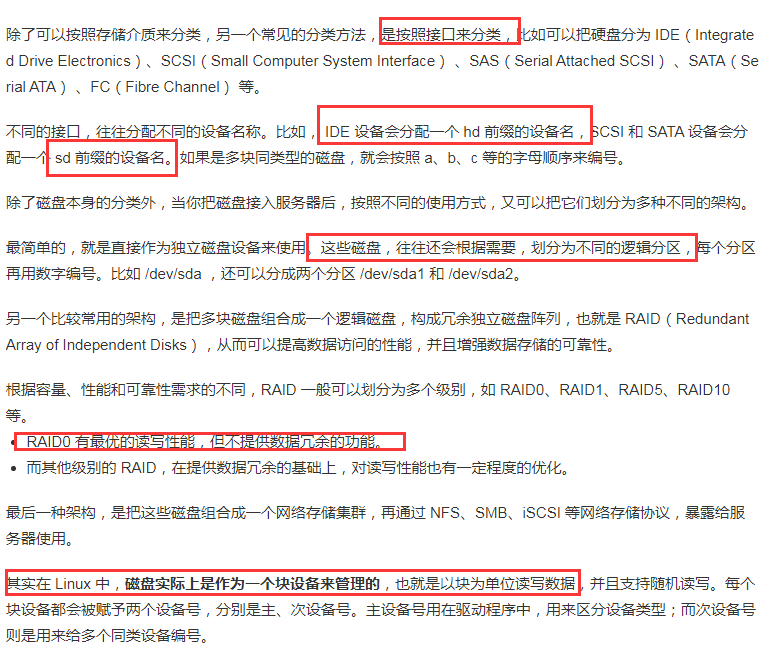 除了可以按照存储介质来分类，另一个常见的分类方法，是按照接口来分类，比如可以把硬盘分为 IDE（Integrate
d Drive Electronics）、SCSI（Small Computer System Interface） 、SAS（Serial Attached SCSI） 、SATA（Se
rial ATA） 、FC（Fibre Channel） 等。
不同的接口，往往分配不同的设备名称。比如， IDE 设备会分配一个 hd 前缀的设备名，SCSI 和 SATA 设备会分
配一个 sd 前缀的设备名。如果是多块同类型的磁盘，就会按照 a、b、c 等的字母顺序来编号。
除了磁盘本身的分类外，当你把磁盘接入服务器后，按照不同的使用方式，又可以把它们划分为多种不同的架构。
最简单的，就是直接作为独立磁盘设备来使用。这些磁盘，往往还会根据需要，划分为不同的逻辑分区，每个分区
再用数字编号。比如 /dev/sda ，还可以分成两个分区 /dev/sda1 和 /dev/sda2。
另一个比较常用的架构，是把多块磁盘组合成一个逻辑磁盘，构成冗余独立磁盘阵列，也就是 RAID（Redundant
Array of Independent Disks），从而可以提高数据访问的性能，并且增强数据存储的可靠性。
根据容量、性能和可靠性需求的不同，RAID 一般可以划分为多个级别，如 RAID0、RAID1、RAID5、RAID10
等。
• RAID0 有最优的读写性能，但不提供数据冗余的功能。
• 而其他级别的 RAID，在提供数据冗余的基础上，对读写性能也有一定程度的优化。
最后一种架构，是把这些磁盘组合成一个网络存储集群，再通过 NFS、SMB、iSCSI 等网络存储协议，暴露给服
务器使用。
其实在 Linux 中，磁盘实际上是作为一个块设备来管理的，也就是以块为单位读写数据，并且支持随机读写。每个
块设备都会被赋予两个设备号，分别是主、次设备号。主设备号用在驱动程序中，用来区分设备类型；而次设备号
则是用来给多个同类设备编号。